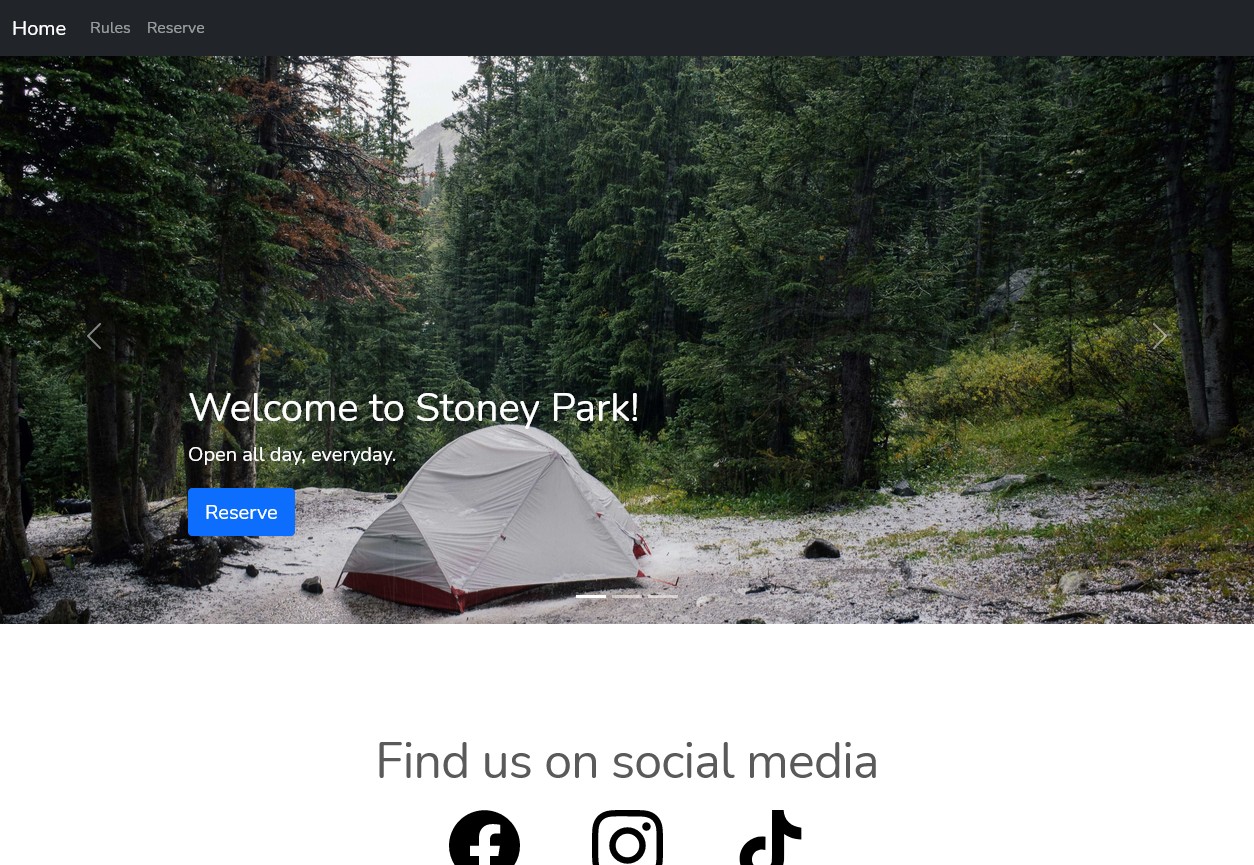 Home Rules Reserve
Welcome to Stoney Park!
Open all day, everyday.
Reserve
Find us on social media